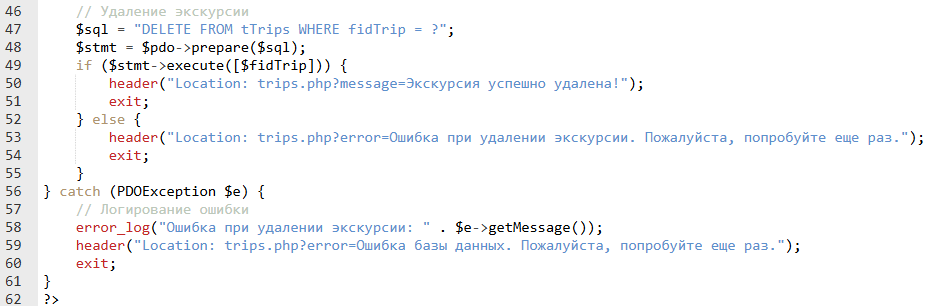 46     // Удаление экскурсии
47     $sql = "DELETE FROM tTrips WHERE fidTrip = ?";
48     $stmt = $pdo->prepare($sql);
49     if ($stmt->execute([$fidTrip])) {
50         header("Location: trips.php?message=Экскурсия успешно удалена!");
51         exit;
52     } else {
53         header("Location: trips.php?error=Ошибка при удалении экскурсии. Пожалуйста, попробуйте еще раз.");
54         exit;
55     }
56 } catch (PDOException $e) {
57     // Логирование ошибки
58     error_log("Ошибка при удалении экскурсии: " . $e->getMessage());
59     header("Location: trips.php?error=Ошибка базы данных. Пожалуйста, попробуйте еще раз.");
60     exit;
61 }
62 ?>